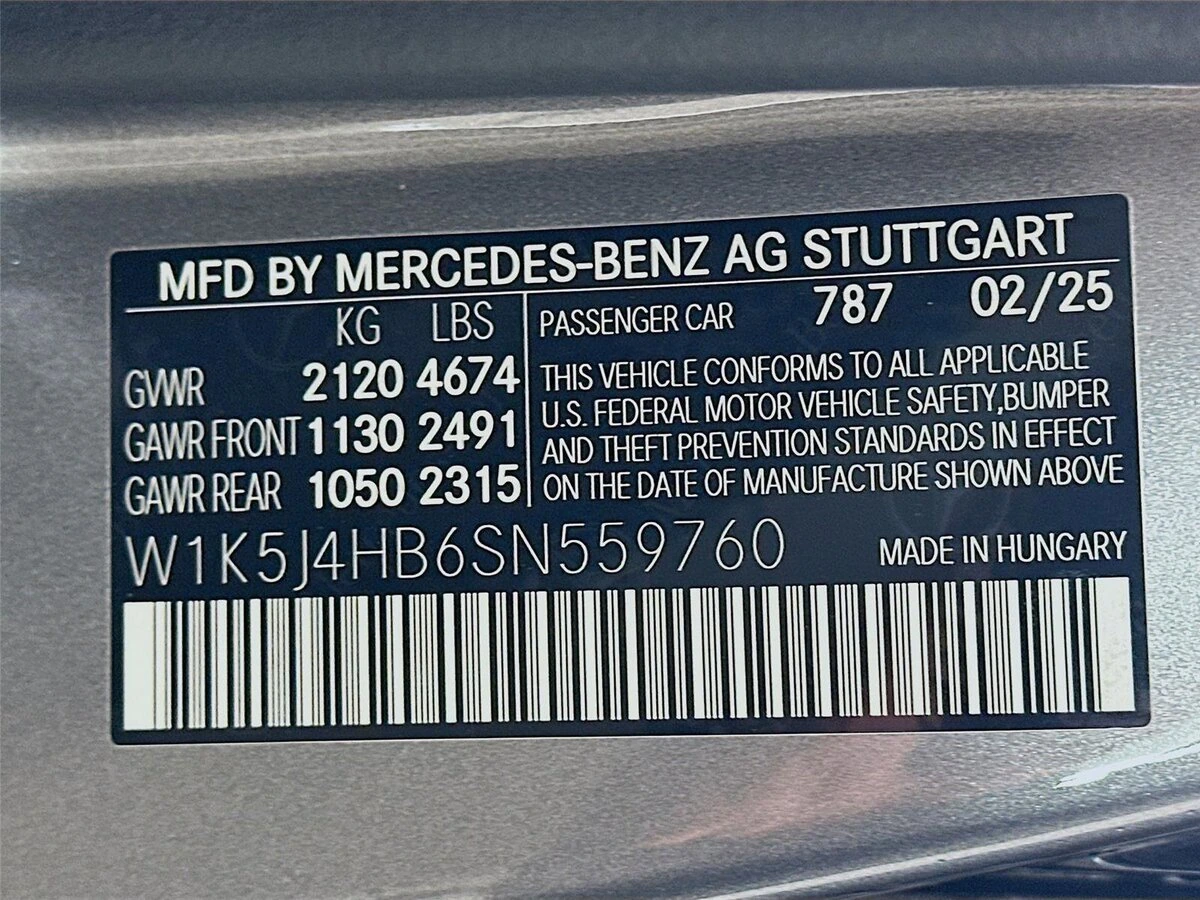 MFD BY MERCEDES-BENZ AG STUTTGART
KG LBS
GVWR 2120 4674
GAWR FRONT 1130 2491
GAWR REAR 1050 2315
PASSENGER CAR 787 02/25
THIS VEHICLE CONFORMS TO ALL APPLICABLE
U.S. FEDERAL MOTOR VEHICLE SAFETY,BUMPER
AND THEFT PREVENTION STANDARDS IN EFFECT
ON THE DATE OF MANUFACTURE SHOWN ABOVE
W1K5J4HB6SN559760 MADE IN HUNGARY